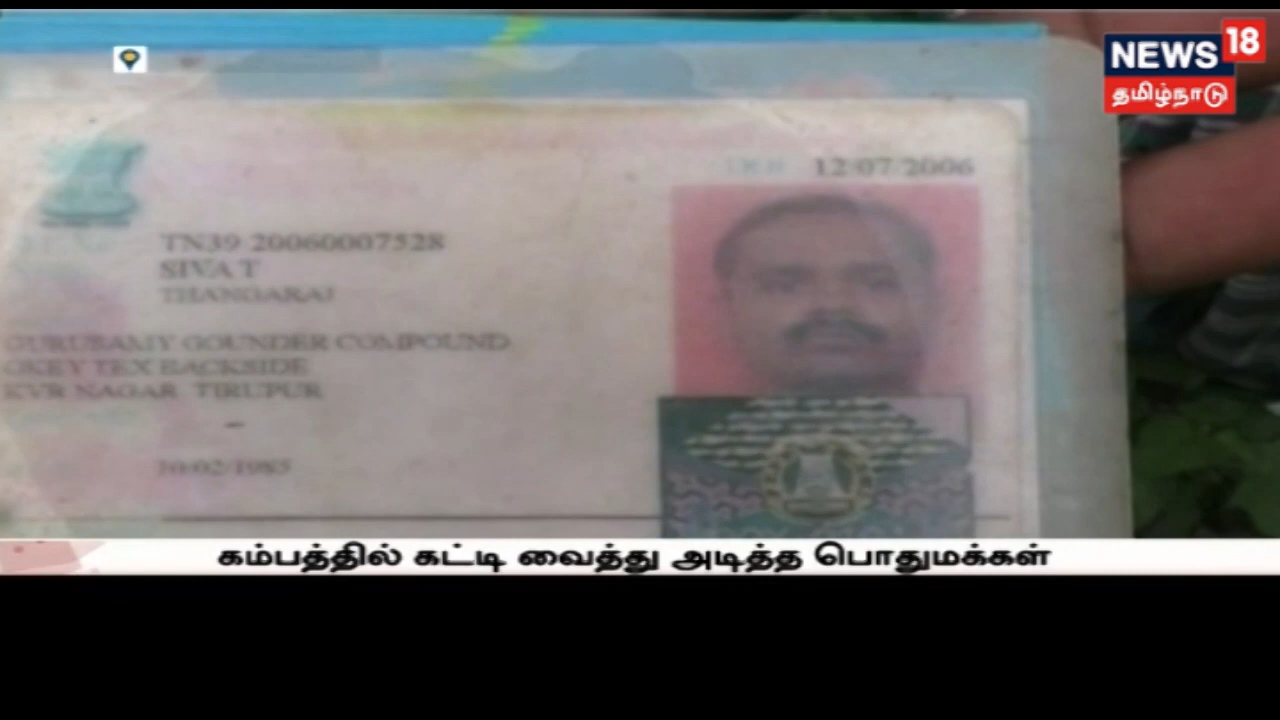 NEWS 18
தமிழ்நாடு
12/07/2006
TN39 20060007528
SIVA T
THANGARAJ
GURUSAMY GOUNDER COMPOUND
OKEY TEX BACKSIDE
KVR NAGAR TIRUPUR
10/02/1985
கம்பத்தில் கட்டி வைத்து அடித்த பொதுமக்கள்